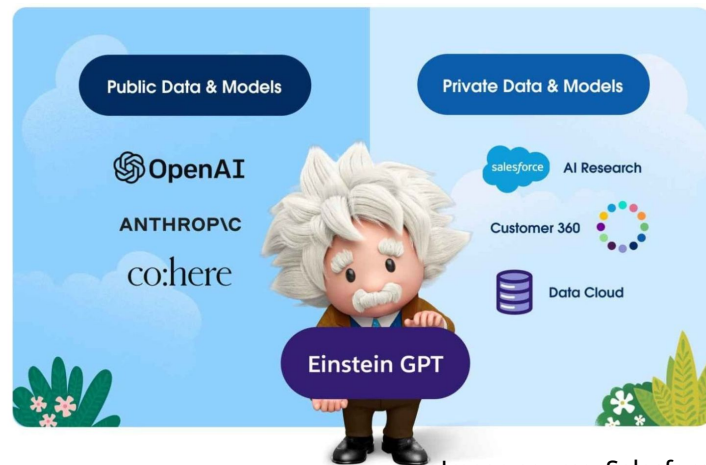 Public Data & Models
OpenAI
ANTHROP\C
co:here
Private Data & Models
salesforce AI Research
Customer 360
Data Cloud
Einstein GPT